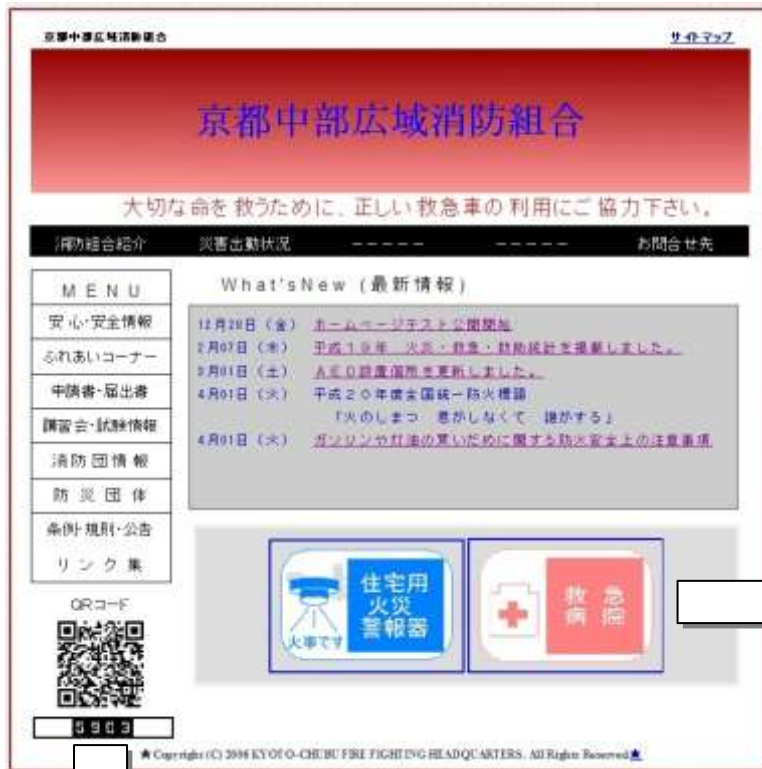 京都中部広域消防組合
サイトマップ
京都中部広域消防組合
大切な命を救うために、正しい救急車の利用にご協力下さい。
消防組合紹介 災害出動状況 ----- ----- お問合せ先
MENU
安心・安全情報
ふれあいコーナー
申請書・届出書
講習会・試験情報
消防団情報
防災団体
条例・規則・公告
リンク集
QRコード
5903
What'sNew (最新情報)
12月28日(金) ホームページテスト公開開始
2月07日(木) 平成19年 火災・救急・救助統計を掲載しました。
3月01日(土) AED設置個所を更新しました。
4月01日(火) 平成20年度全国統一防火標語
「火のしまつ 君がしなくて 誰がする」
4月01日(火) ガソリンや灯油の買いだめに関する防火安全上の注意事項
火事です
住宅用
火災
警報器
救急
病院
★Copyright (C) 2006 KYOTO-CHUBU FIRE FIGHTING HEADQUARTERS. All Rights Reserved★